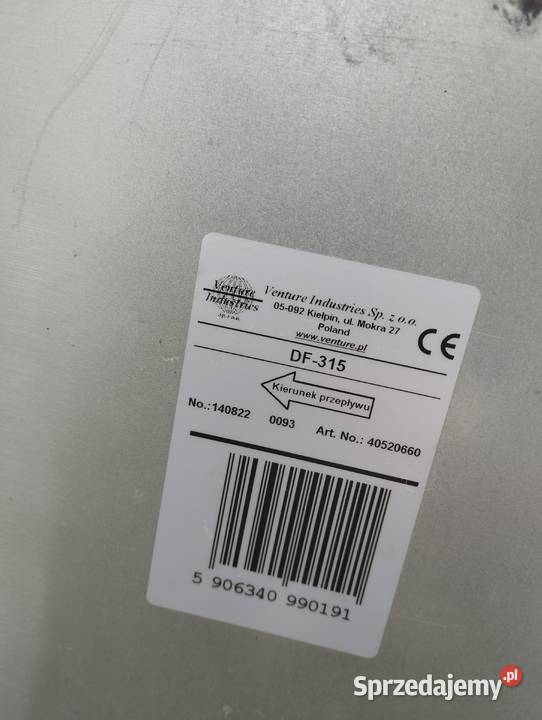 Venture
Industries
sp. z o.o.
Venture Industries Sp. z o.o.
05-092 Kiełpin, ul. Mokra 27
Poland
www.venture.pl
CE
DF-315
Kierunek przepływu
No.:140822 0093 Art. No.: 40520660
5 906340 990191
Sprzedajemy.pl